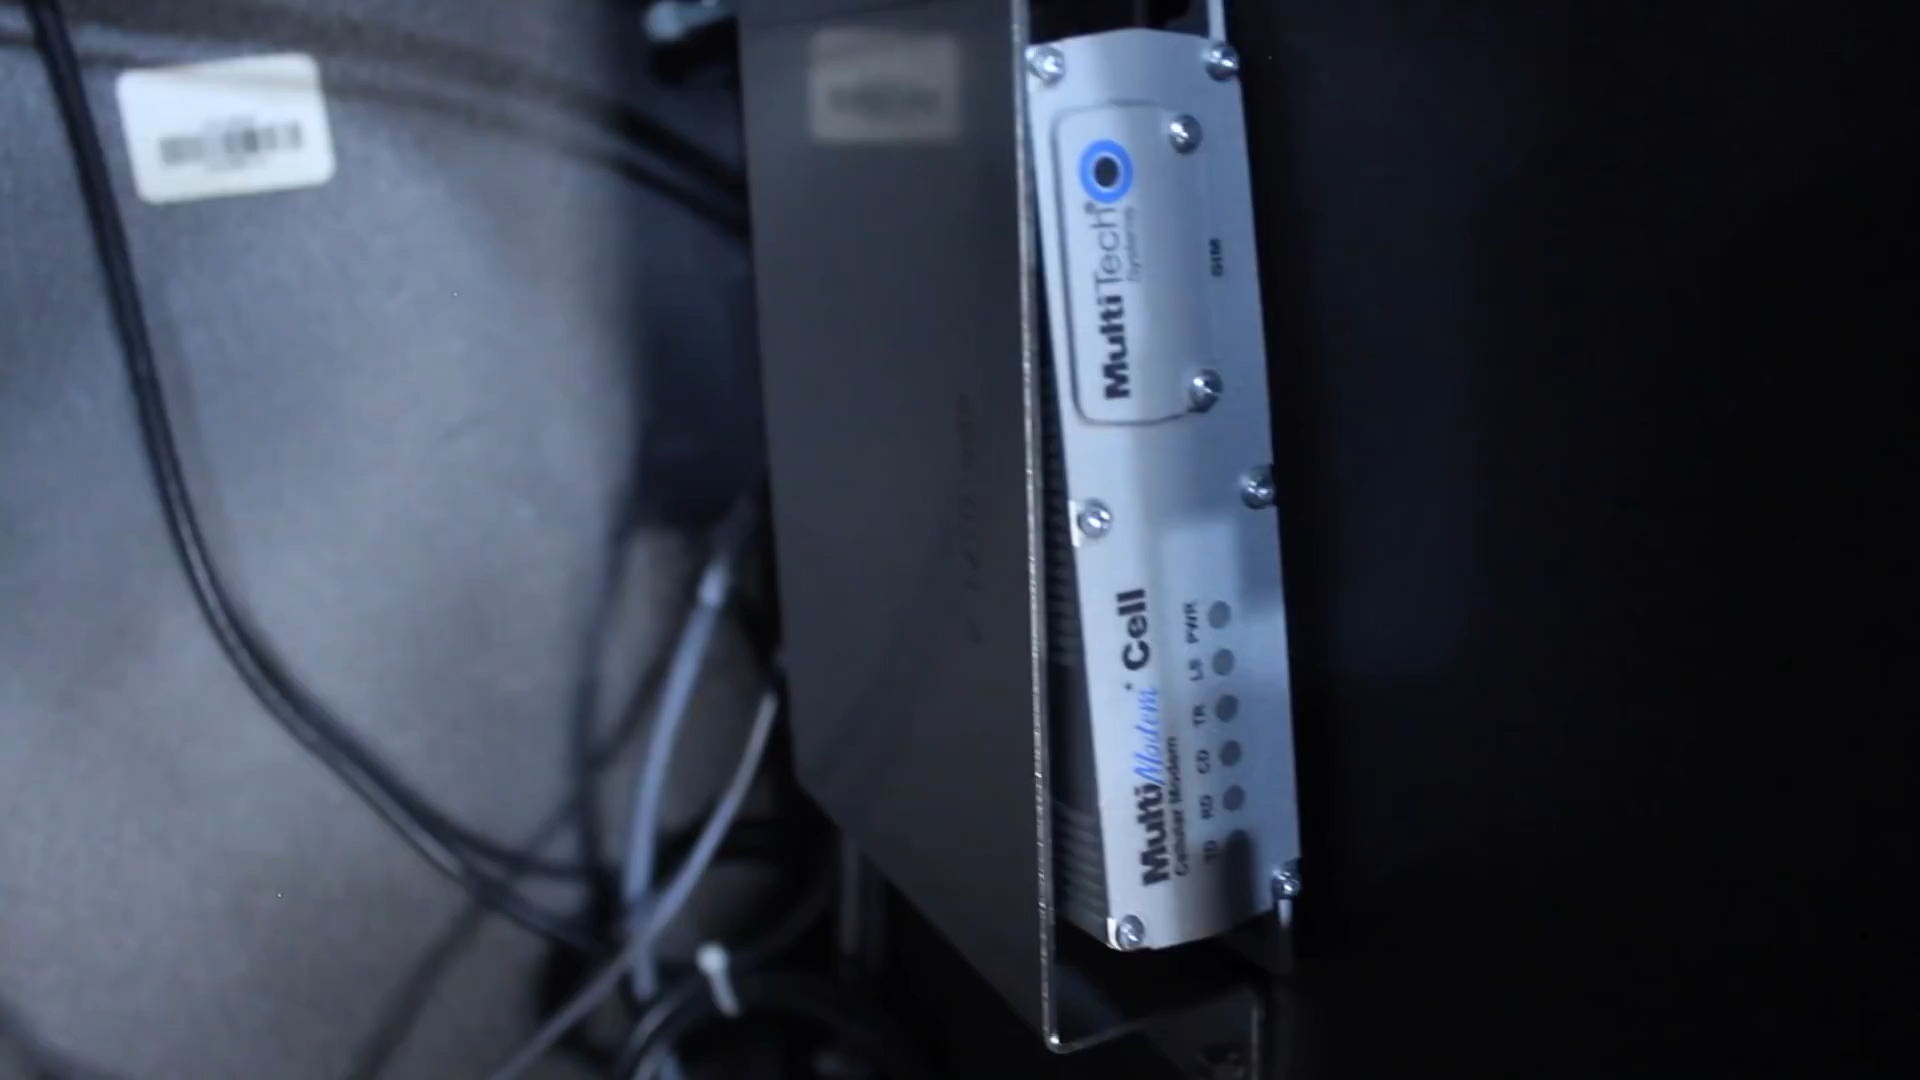 MultiTech®
Systems
SIM
MultiModem® Cell
Cellular Modem
TD RD CD TR LS PWR